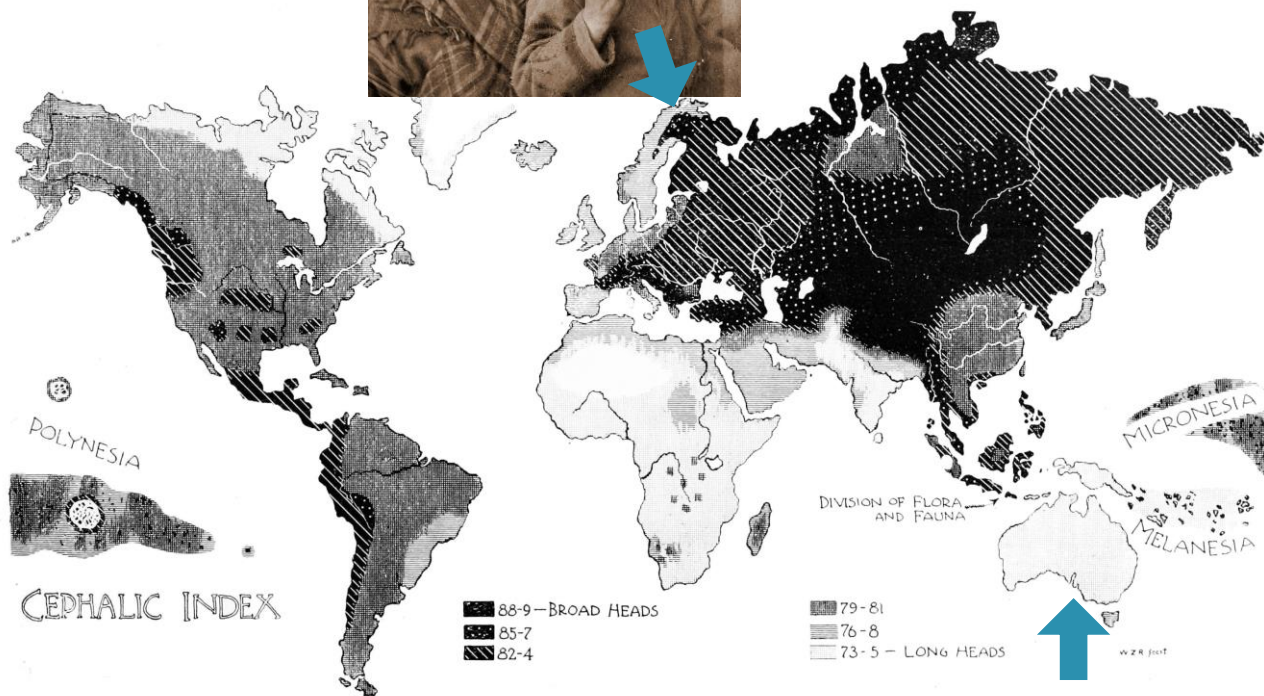 POLYNESIA
MICRONESIA
DIVISION OF FLORA
AND FAUNA
MELANESIA
CEPHALIC INDEX
88-9-BROAD HEADS
85-7
82-4
79-81
76-8
73-5-LONG HEADS